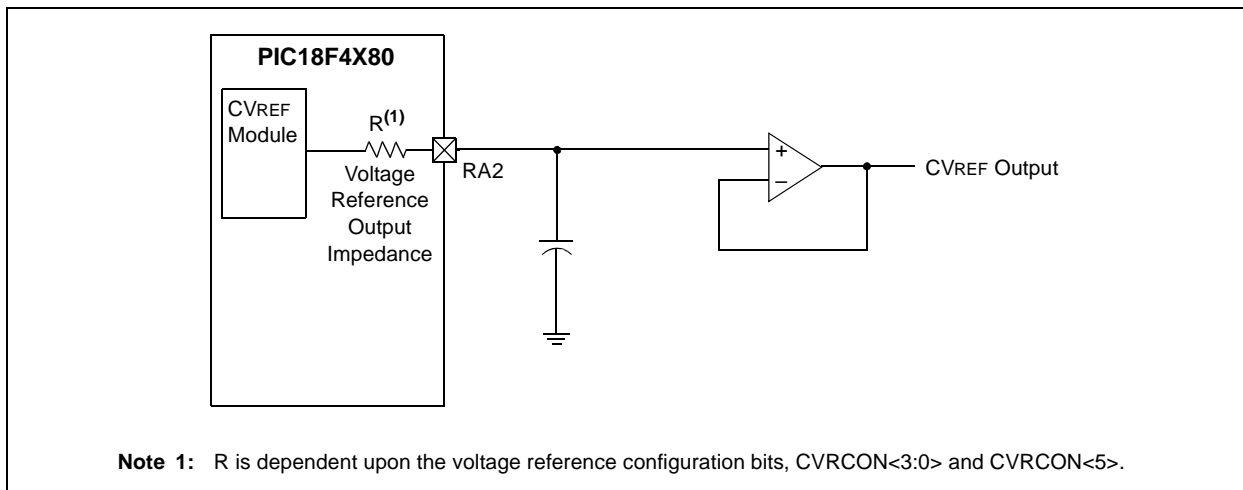 PIC18F4X80
CVREF
Module
R(1)
Voltage
Reference
Output
Impedance
RA2
+
–
CVREF Output
Note 1: R is dependent upon the voltage reference configuration bits, CVRCON<3:0> and CVRCON<5>.